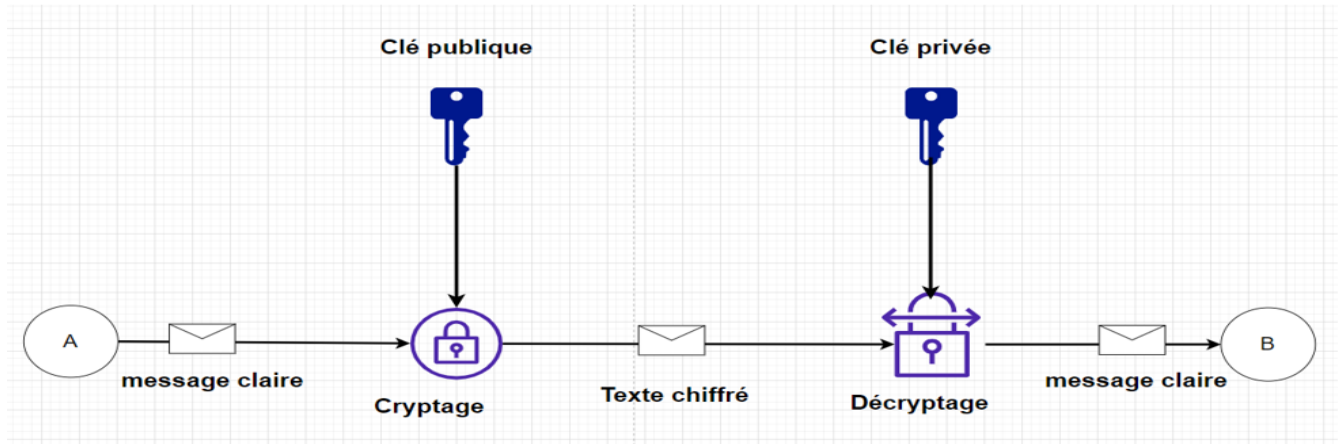 Clé publique
Clé privée
A
message claire
Cryptage
Texte chiffré
Décryptage
message claire
B